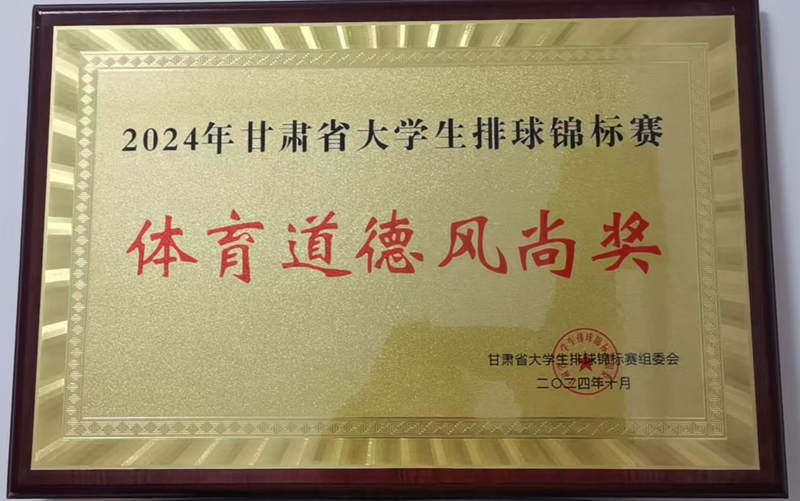 2024年甘肃省大学生排球锦标赛
体育道德风尚奖
甘肃省大学生排球锦标赛组委会
二〇二四年十月